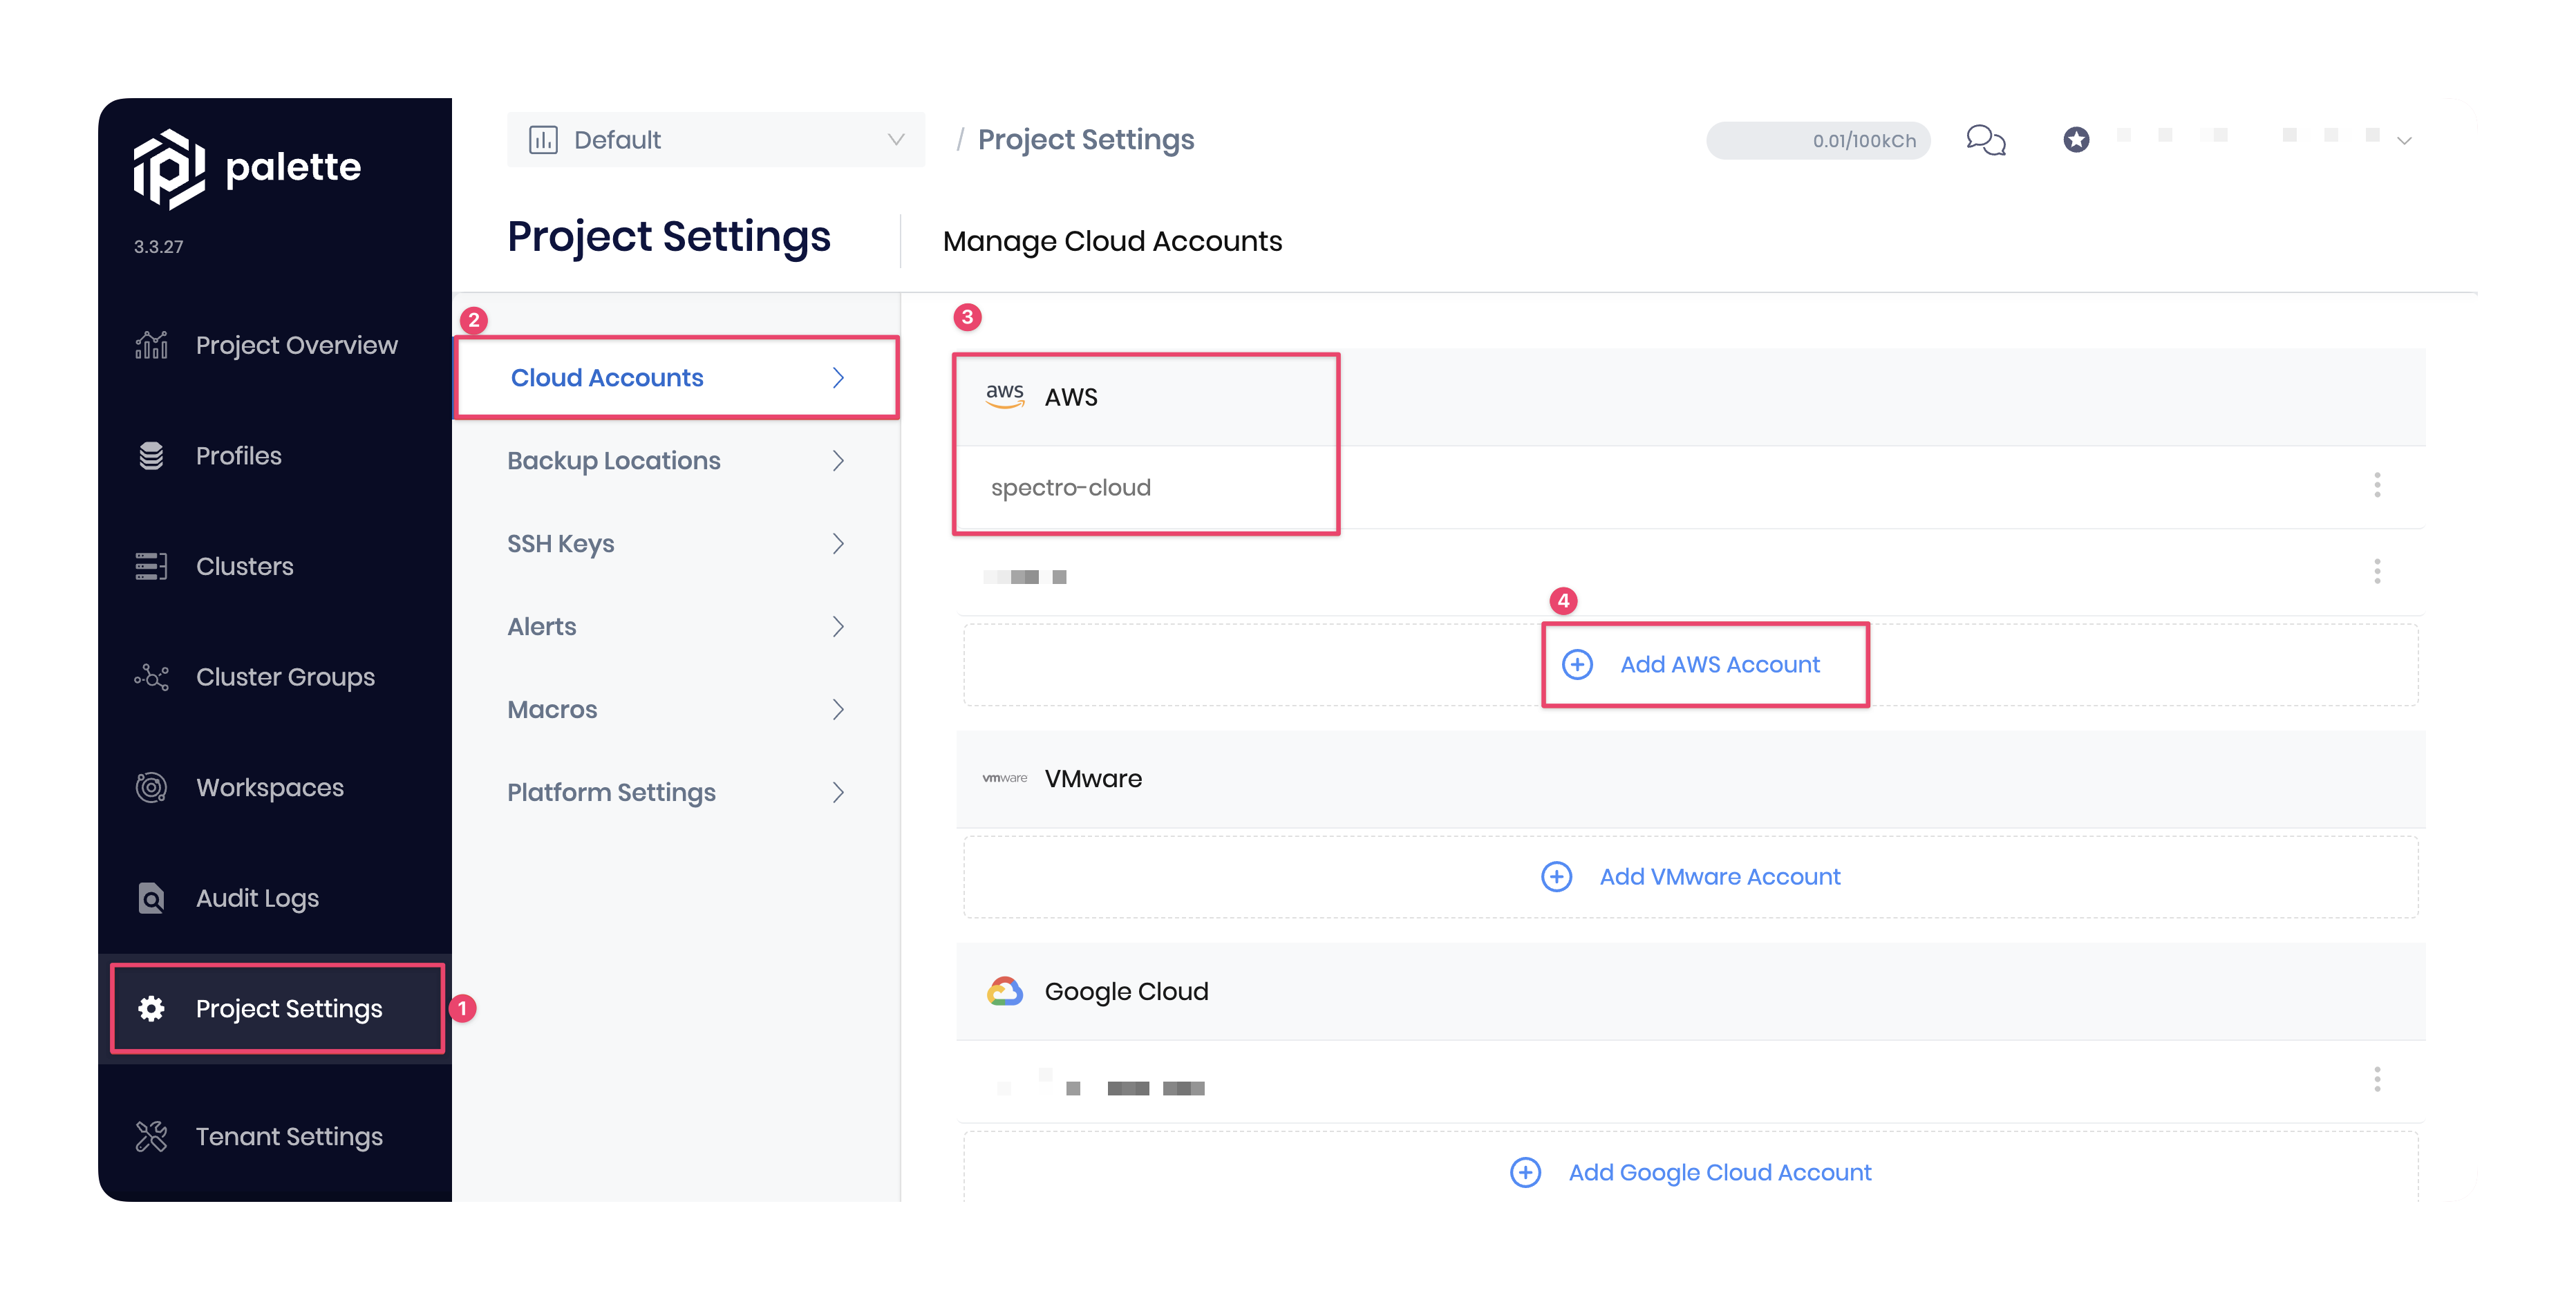 palette
3.3.27
Project Overview
Profiles
Clusters
Cluster Groups
Workspaces
Audit Logs
Project Settings
1
Tenant Settings
Default
/ Project Settings
0.01/100kCh
Project Settings
Manage Cloud Accounts
2
Cloud Accounts
Backup Locations
SSH Keys
Alerts
Macros
Platform Settings
3
aws AWS
spectro-cloud
4
Add AWS Account
vmware VMware
Add VMware Account
Google Cloud
Add Google Cloud Account